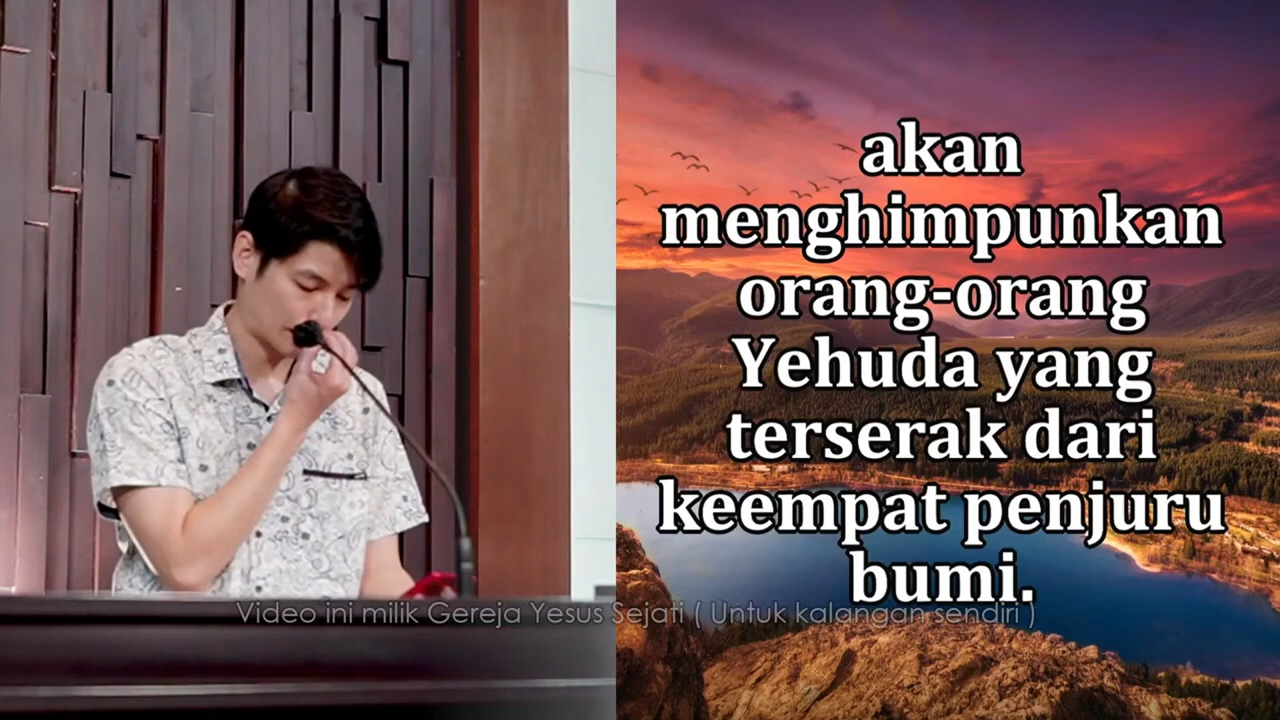 akan
menghimpunkan
orang-orang
Yehuda yang
terserak dari
keempat penjuru
bumi.
Video ini milik Gereja Yesus Sejati ( Untuk kalangan sendiri )